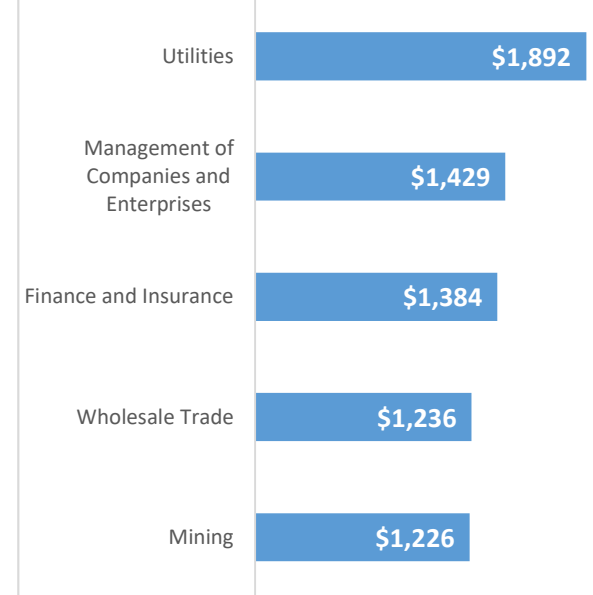 Utilities
$1,892
Management of
Companies and
Enterprises
$1,429
Finance and Insurance
$1,384
Wholesale Trade
$1,236
Mining
$1,226